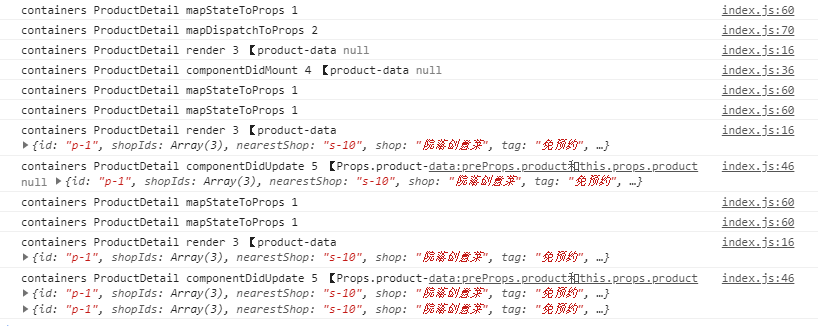 containers ProductDetail mapStateToProps 1 index.js:60
containers ProductDetail mapDispatchToProps 2 index.js:70
containers ProductDetail render 3 【product-data null index.js:16
containers ProductDetail componentDidMount 4 【product-data null index.js:36
containers ProductDetail mapStateToProps 1 index.js:60
containers ProductDetail mapStateToProps 1 index.js:60
containers ProductDetail render 3 【product-data index.js:16
{id: "p-1", shopIds: Array(3), nearestShop: "s-10", shop: "院落创意菜", tag: "免预约", …}
containers ProductDetail componentDidUpdate 5 【Props.product-data:preProps.product和this.props.product index.js:46
null {id: "p-1", shopIds: Array(3), nearestShop: "s-10", shop: "院落创意菜", tag: "免预约", …}
containers ProductDetail mapStateToProps 1 index.js:60
containers ProductDetail mapStateToProps 1 index.js:60
containers ProductDetail render 3 【product-data index.js:16
{id: "p-1", shopIds: Array(3), nearestShop: "s-10", shop: "院落创意菜", tag: "免预约", …}
containers ProductDetail componentDidUpdate 5 【Props.product-data:preProps.product和this.props.product index.js:46
{id: "p-1", shopIds: Array(3), nearestShop: "s-10", shop: "院落创意菜", tag: "免预约", …}
{id: "p-1", shopIds: Array(3), nearestShop: "s-10", shop: "院落创意菜", tag: "免预约", …}